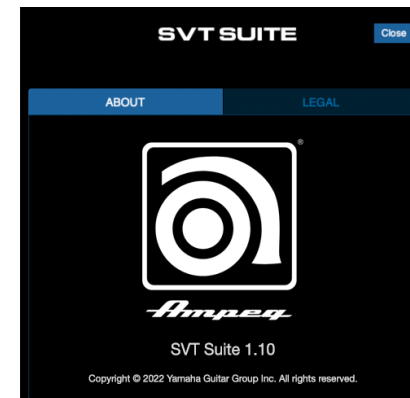 SVT SUITE
Close
ABOUT
LEGAL
®
Ampeg
SVT Suite 1.10
Copyright © 2022 Yamaha Guitar Group Inc. All rights reserved.